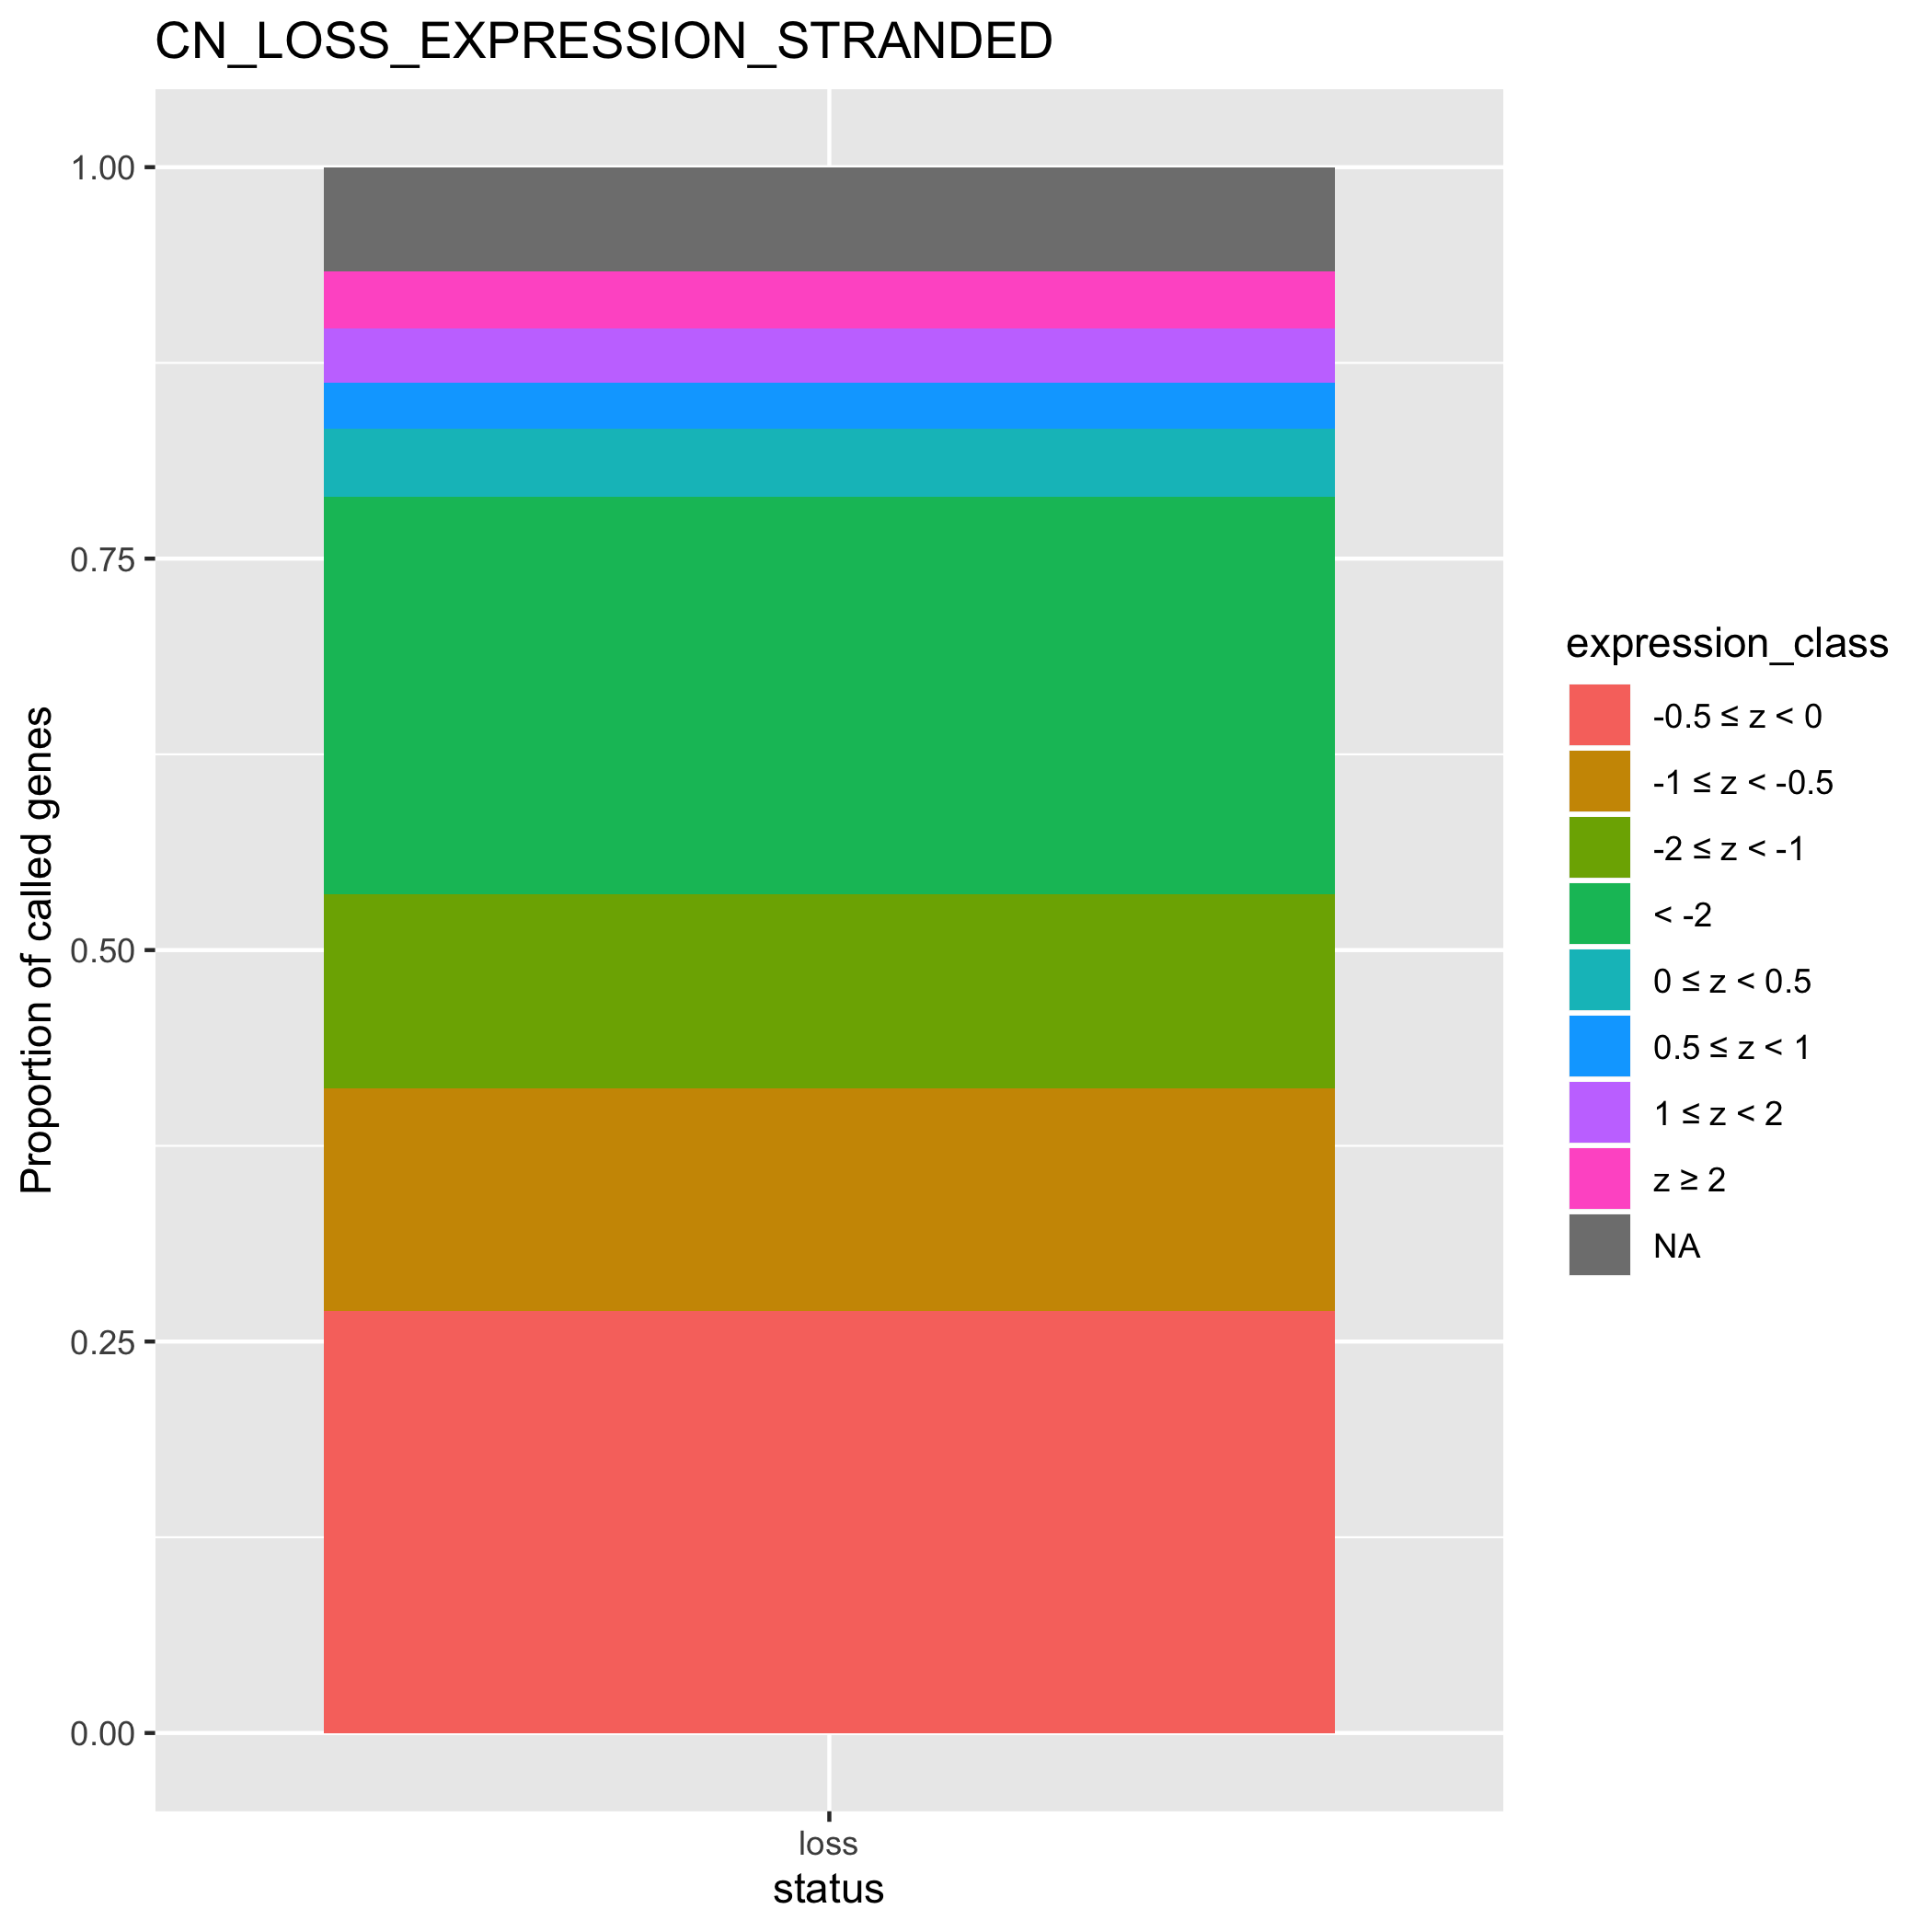 CN_LOSS_EXPRESSION_STRANDED
1.00
0.75
0.50
0.25
0.00
Proportion of called genes
loss
status
expression_class
-0.5 ≤ z < 0
-1 ≤ z < -0.5
-2 ≤ z < -1
< -2
0 ≤ z < 0.5
0.5 ≤ z < 1
1 ≤ z < 2
z ≥ 2
NA